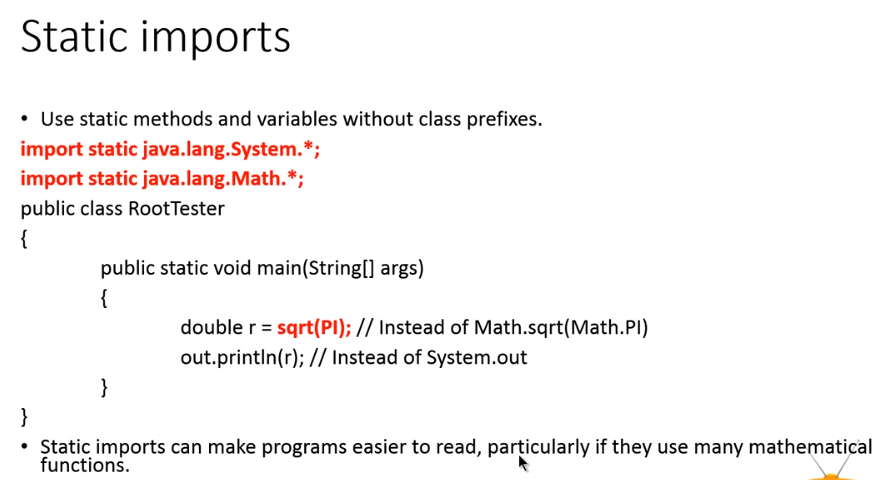 Static imports
• Use static methods and variables without class prefixes.
import static java.lang.System.*;
import static java.lang.Math.*;
public class RootTester
{
public static void main(String[] args)
{
double r = sqrt(PI); // Instead of Math.sqrt(Math.PI)
out.println(r); // Instead of System.out
}
}
• Static imports can make programs easier to read, particularly if they use many mathematical
functions.